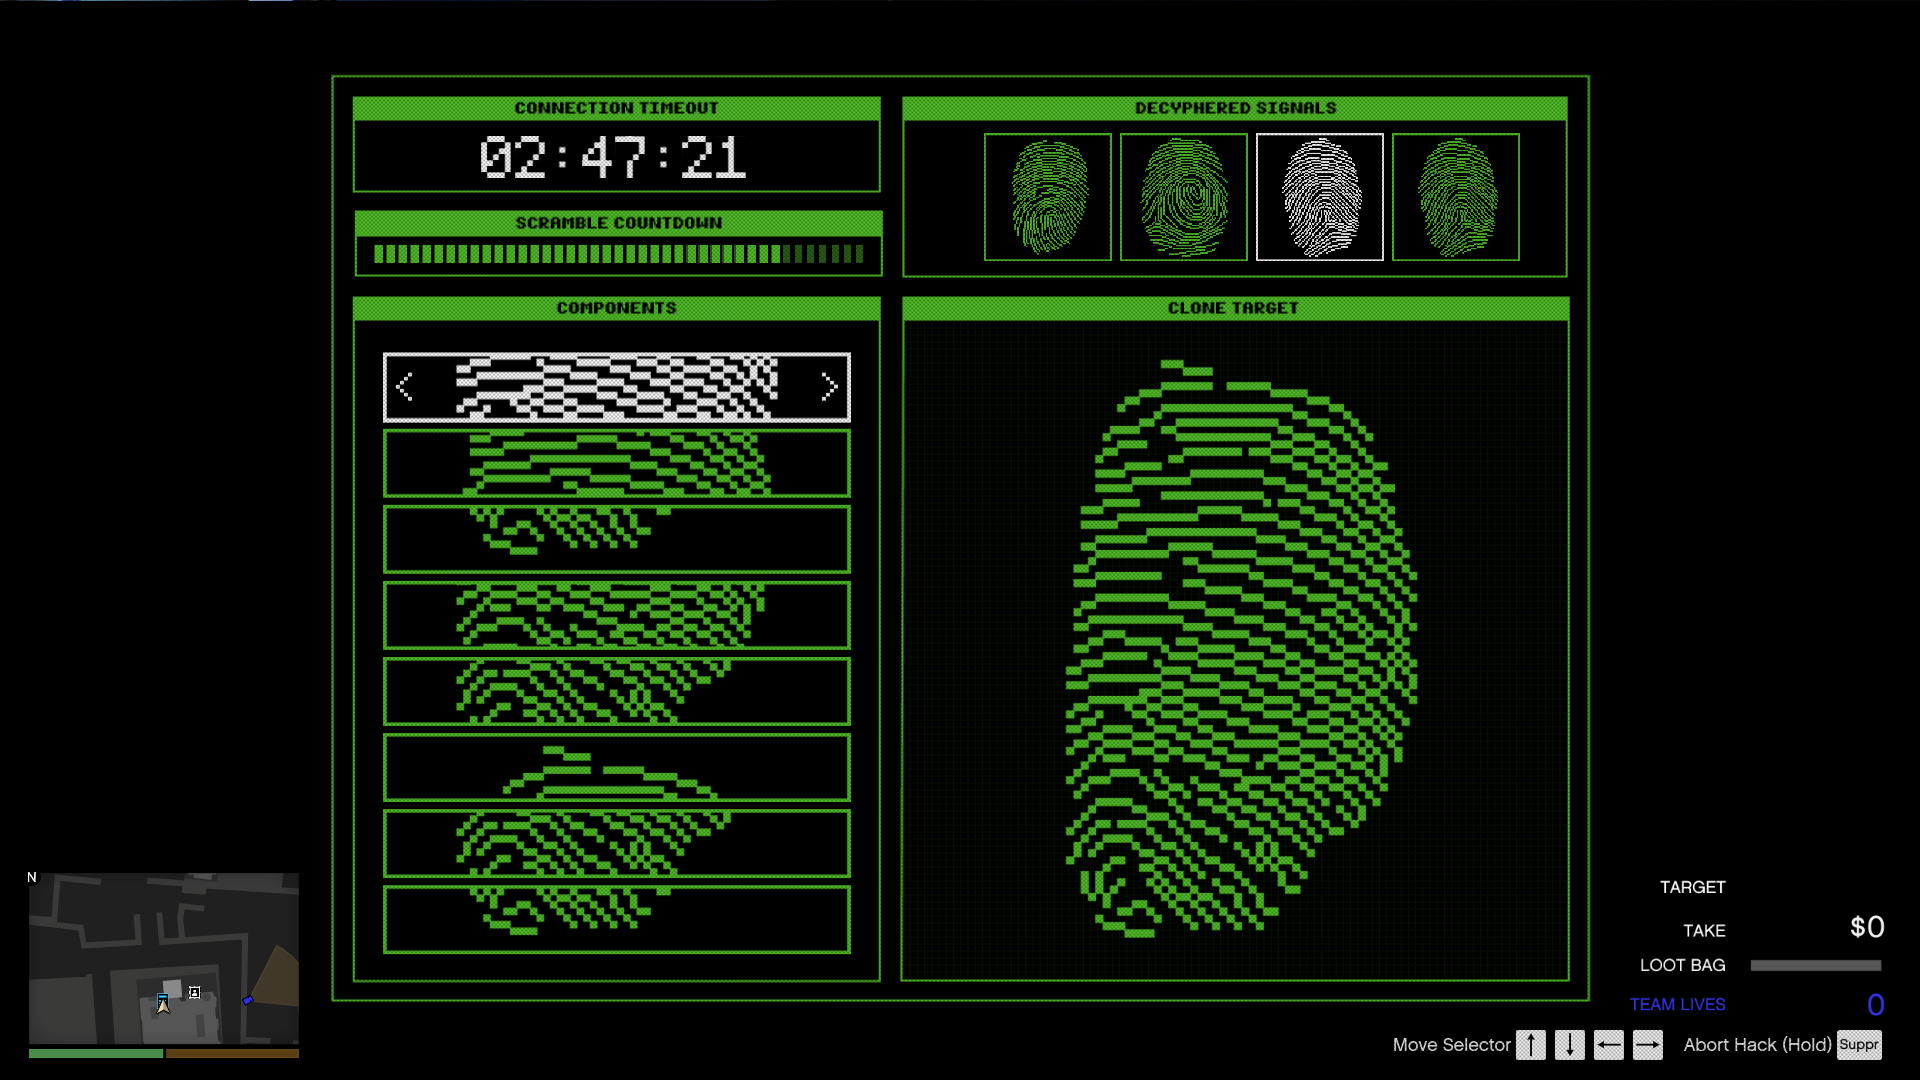 CONNECTION TIMEOUT
02:47:21
DECYPHERED SIGNALS
SCRAMBLE COUNTDOWN
COMPONENTS
CLONE TARGET
N
TARGET
TAKE $0
LOOT BAG
TEAM LIVES 0
Move Selector ↑ ↓ ← → Abort Hack (Hold) Suppr